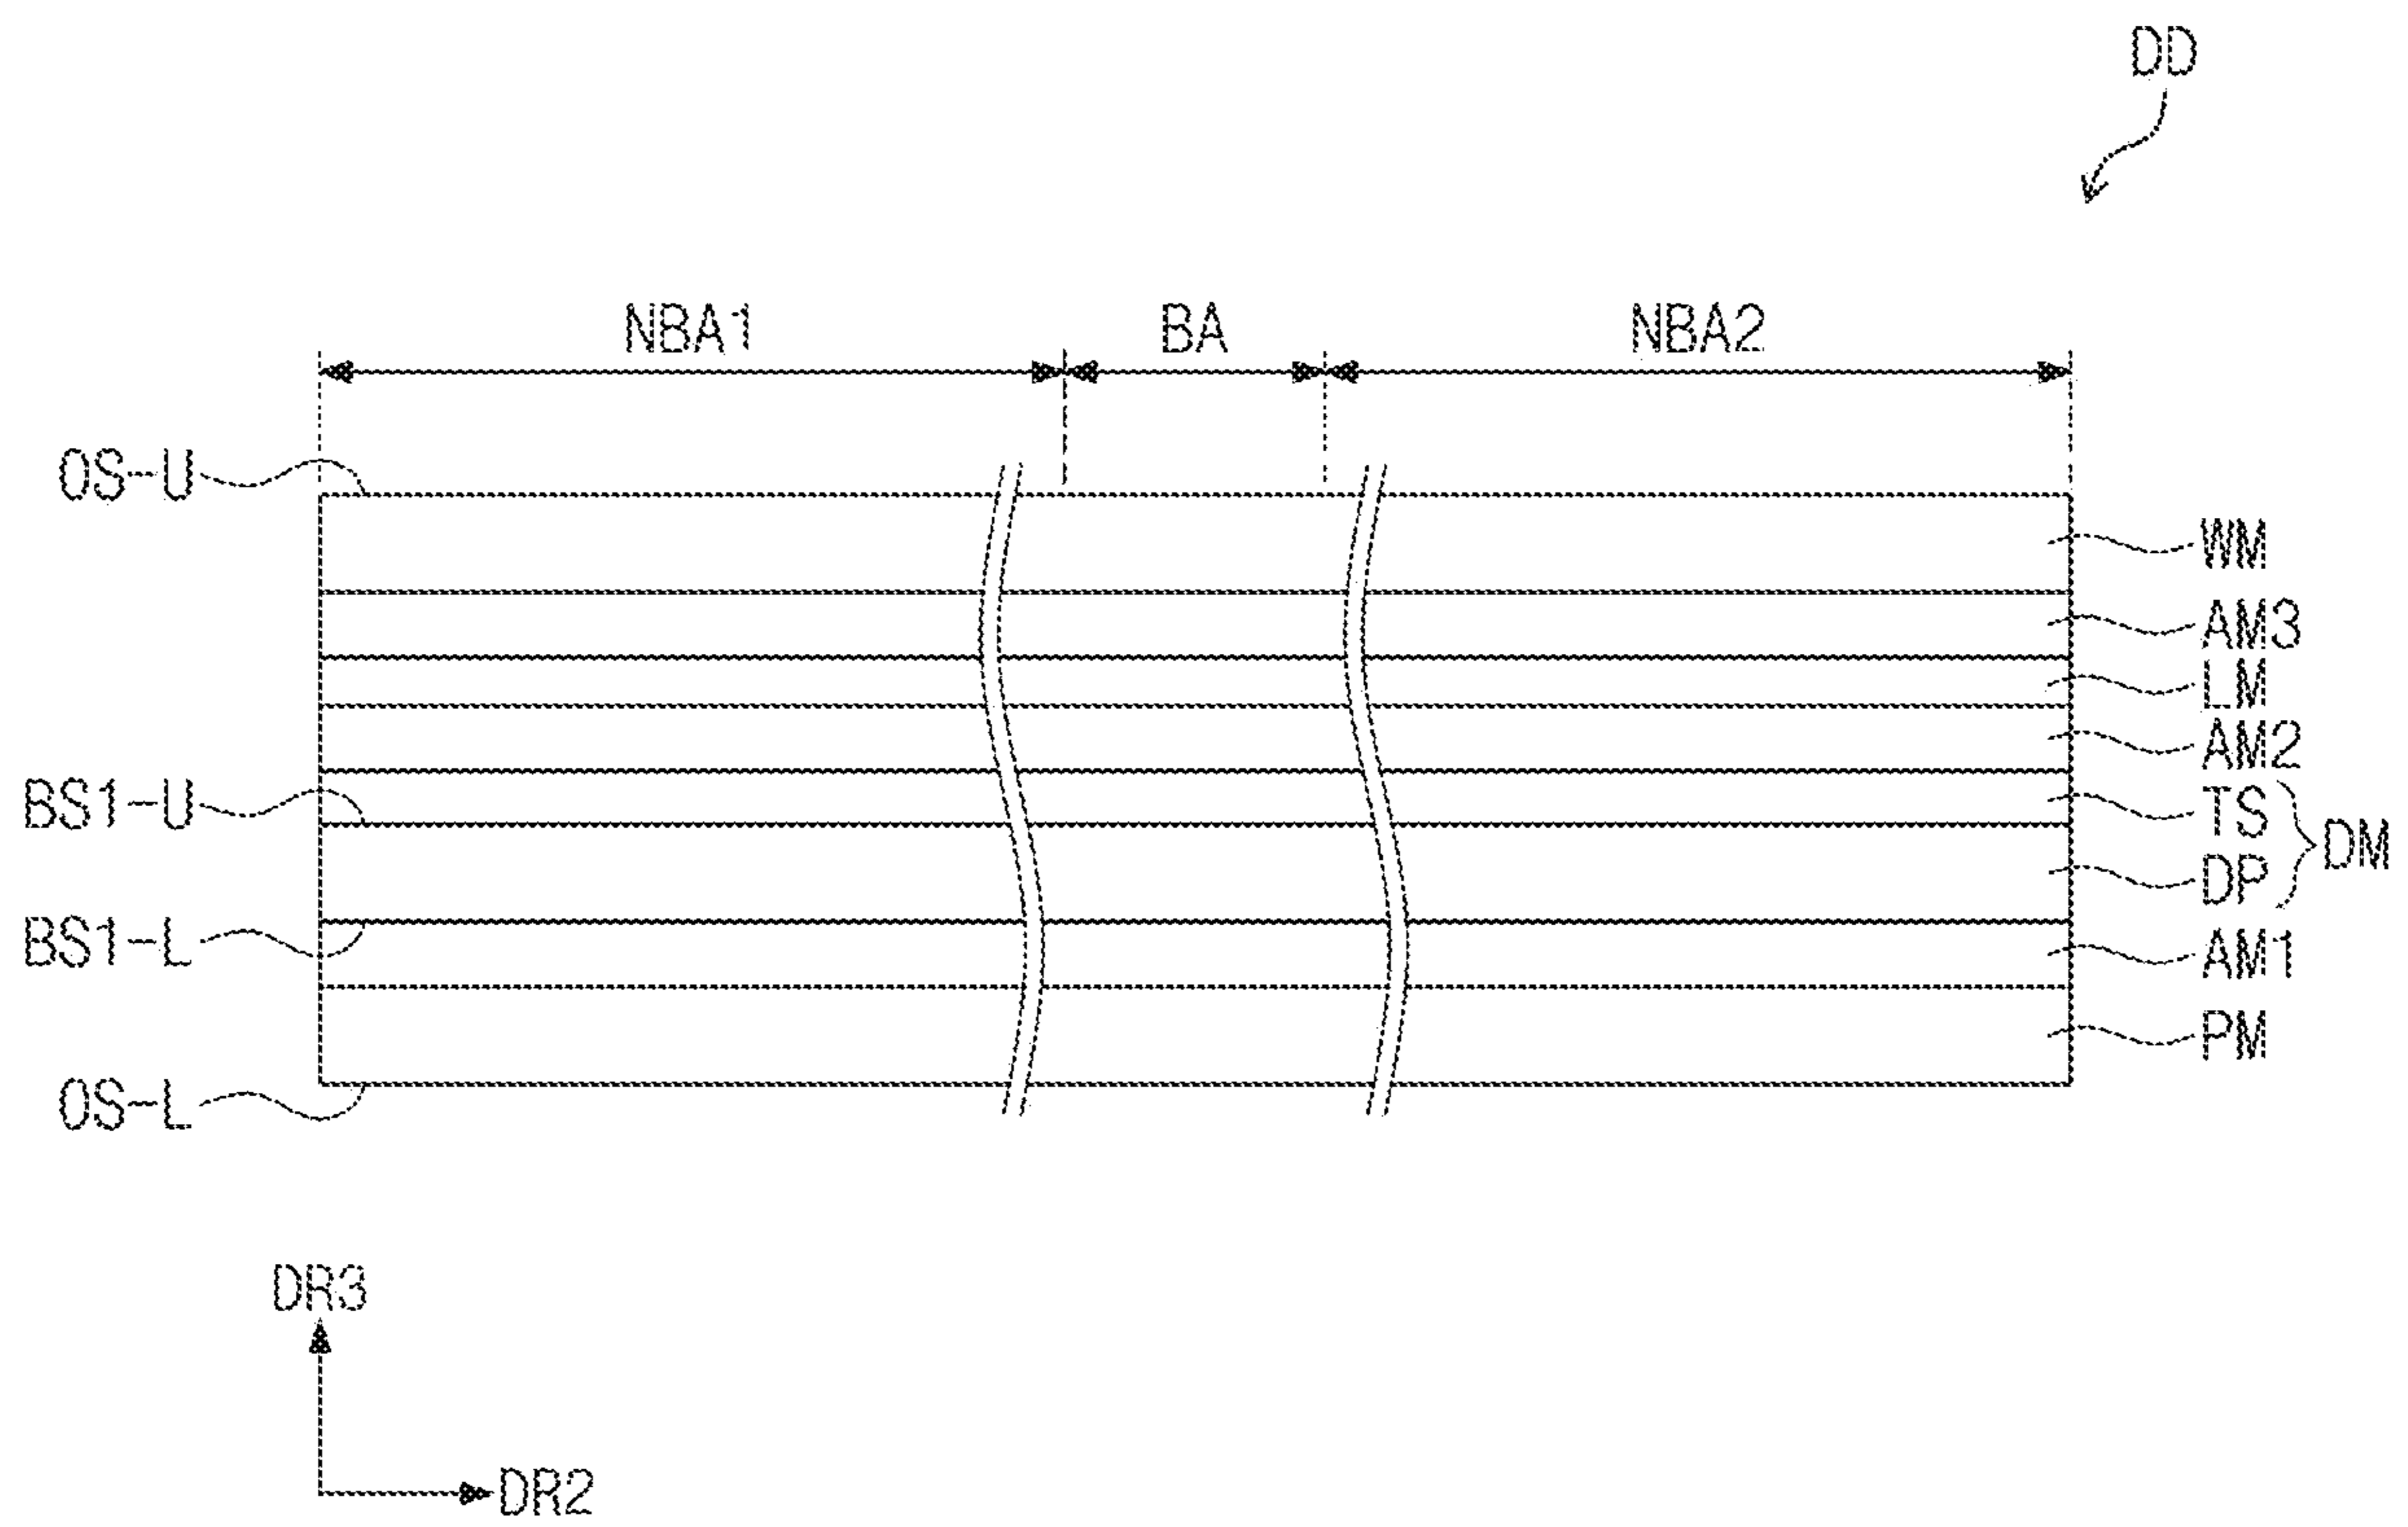 DD
NBA1 BA NBA2
OS-U
WM
AM3
LM
AM2
BS1-U
TS
DM
DP
BS1-L
AM1
PM
OS-L
DR3
DR2